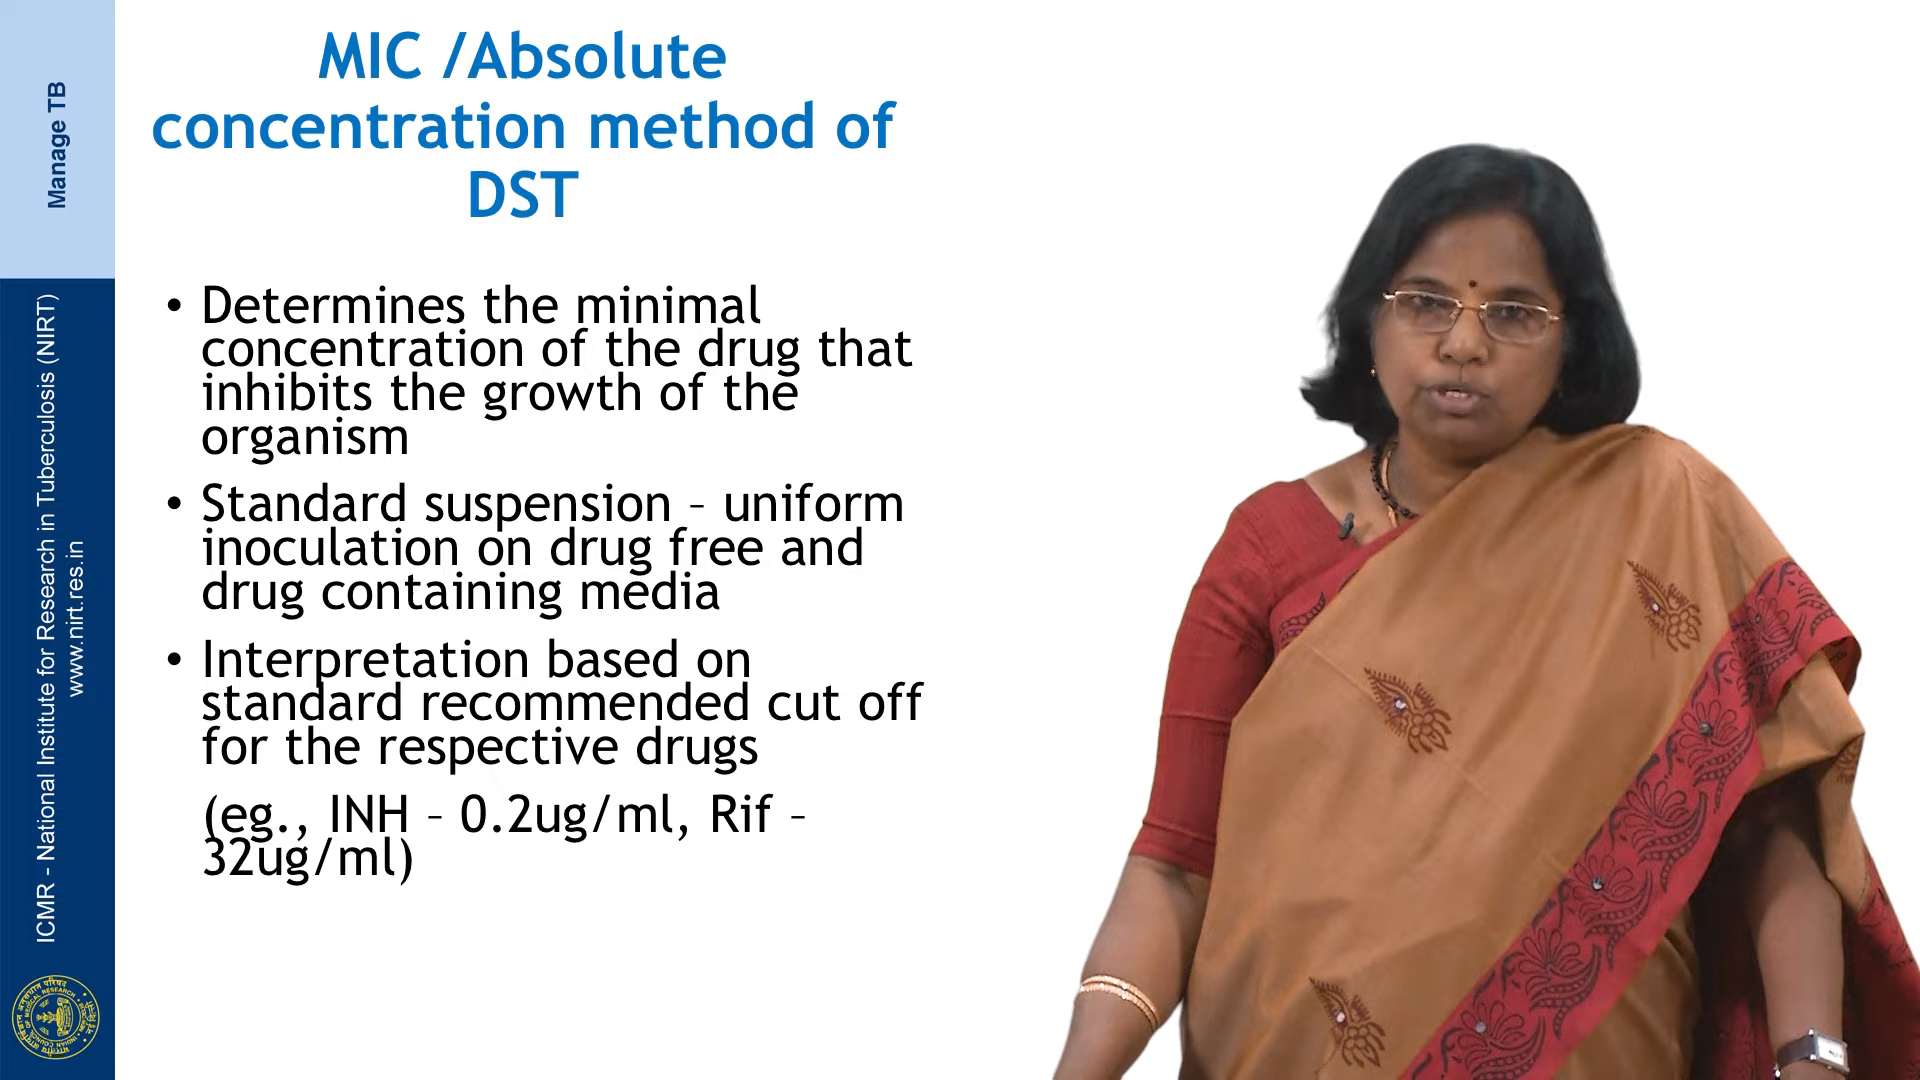 MIC /Absolute
concentration method of
DST
• Determines the minimal
concentration of the drug that
inhibits the growth of the
organism
• Standard suspension – uniform
inoculation on drug free and
drug containing media
• Interpretation based on
standard recommended cut off
for the respective drugs
(eg., INH – 0.2ug/ml, Rif –
32ug/ml)
Manage TB
ICMR - National Institute for Research in Tuberculosis (NIRT)
www.nirt.res.in